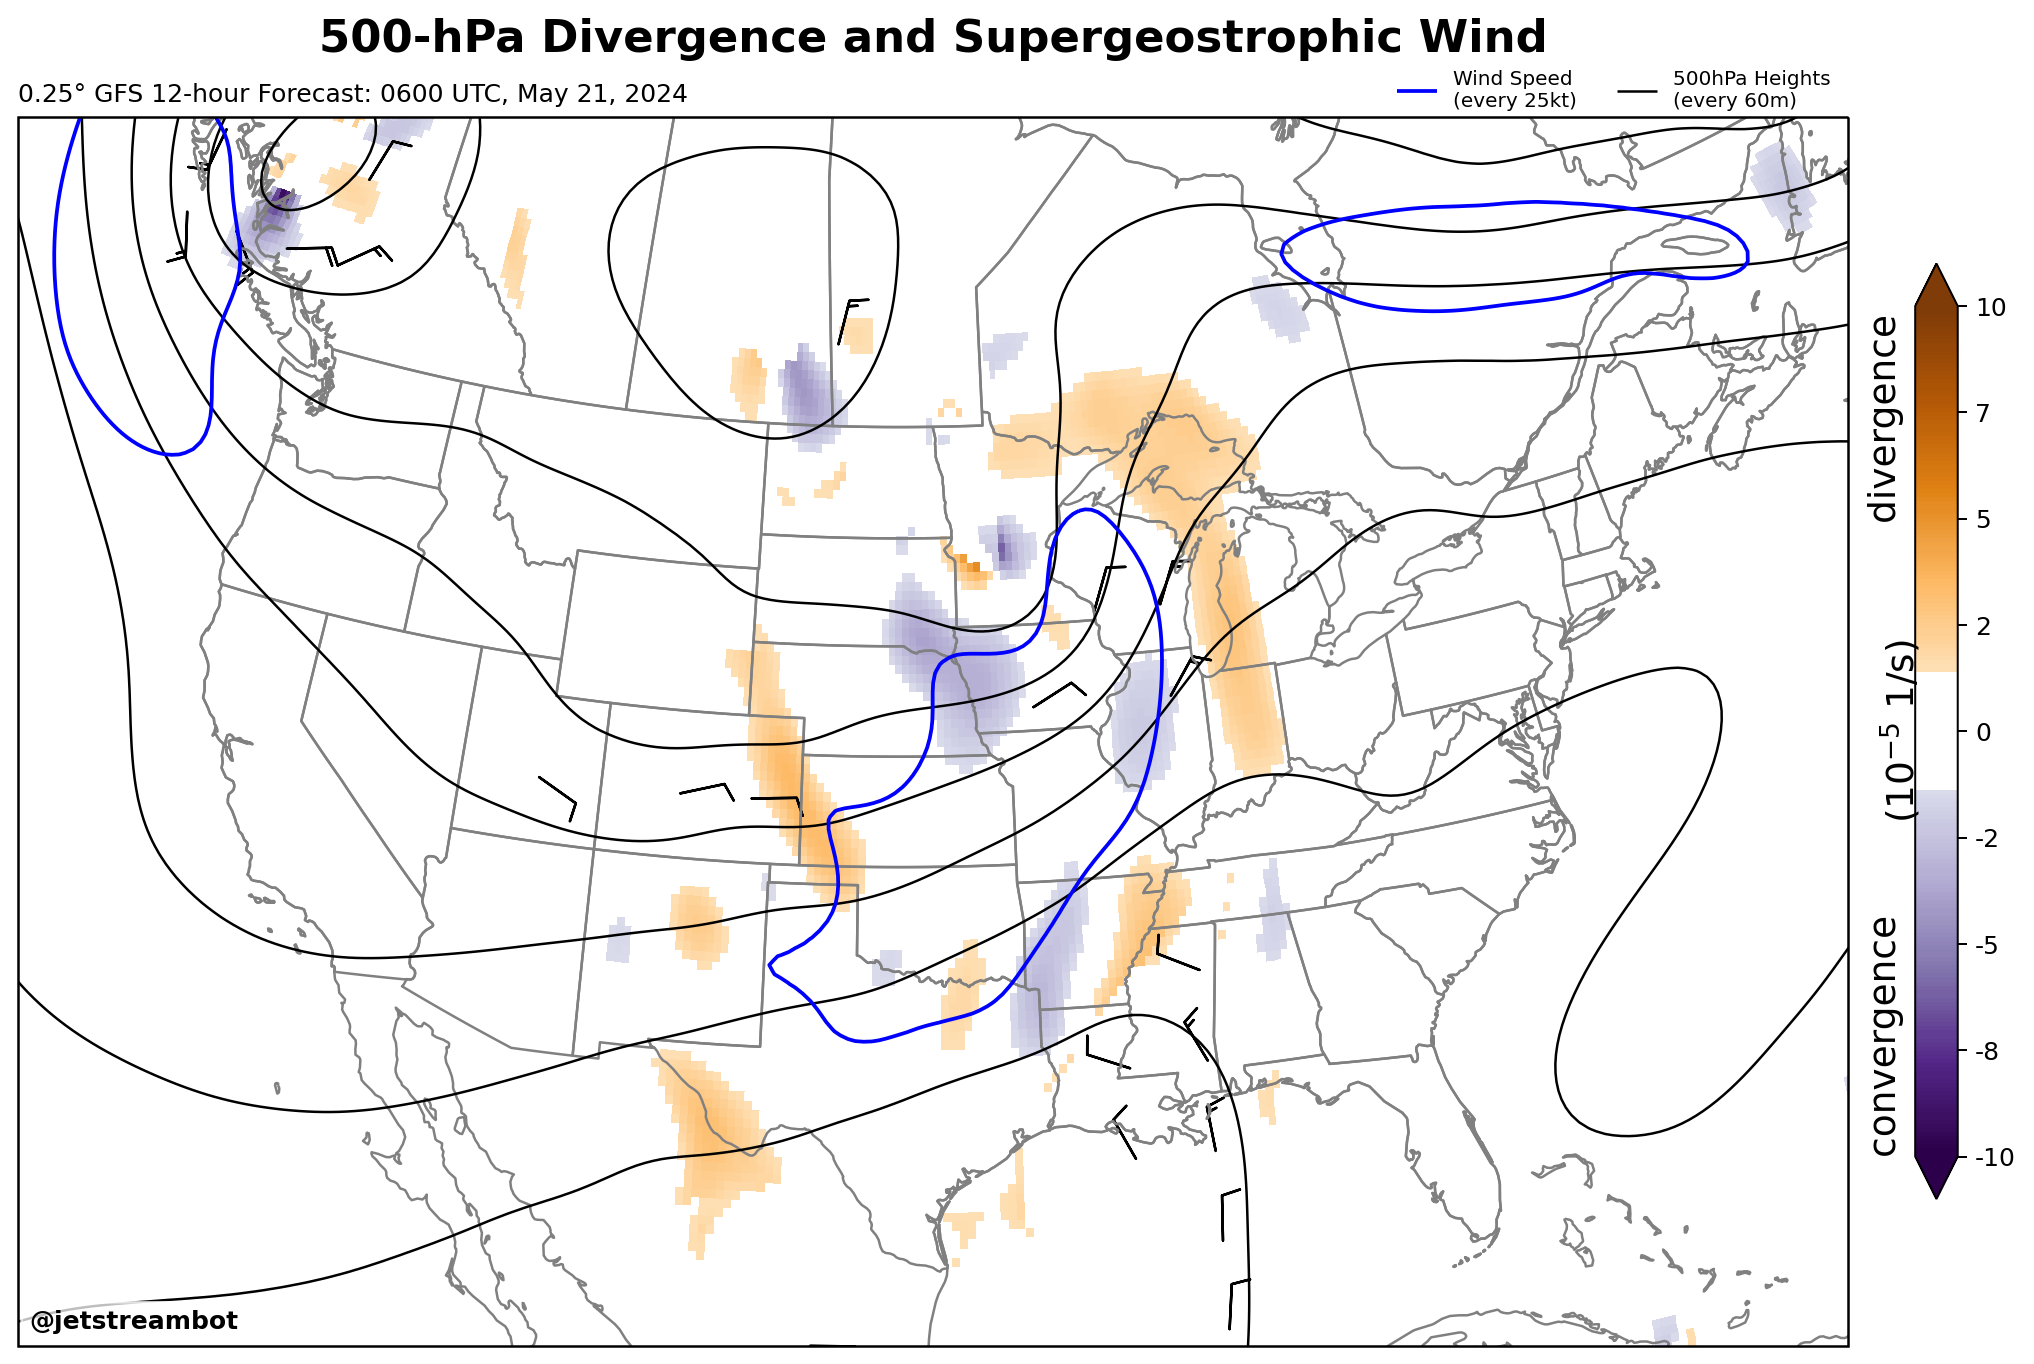 500-hPa Divergence and Supergeostrophic Wind
0.25° GFS 12-hour Forecast: 0600 UTC, May 21, 2024
Wind Speed
(every 25kt)
500hPa Heights
(every 60m)
10
7
5
2
0
-2
-5
-8
-10
convergence
(10⁻⁵ 1/s)
divergence
@jetstreambot